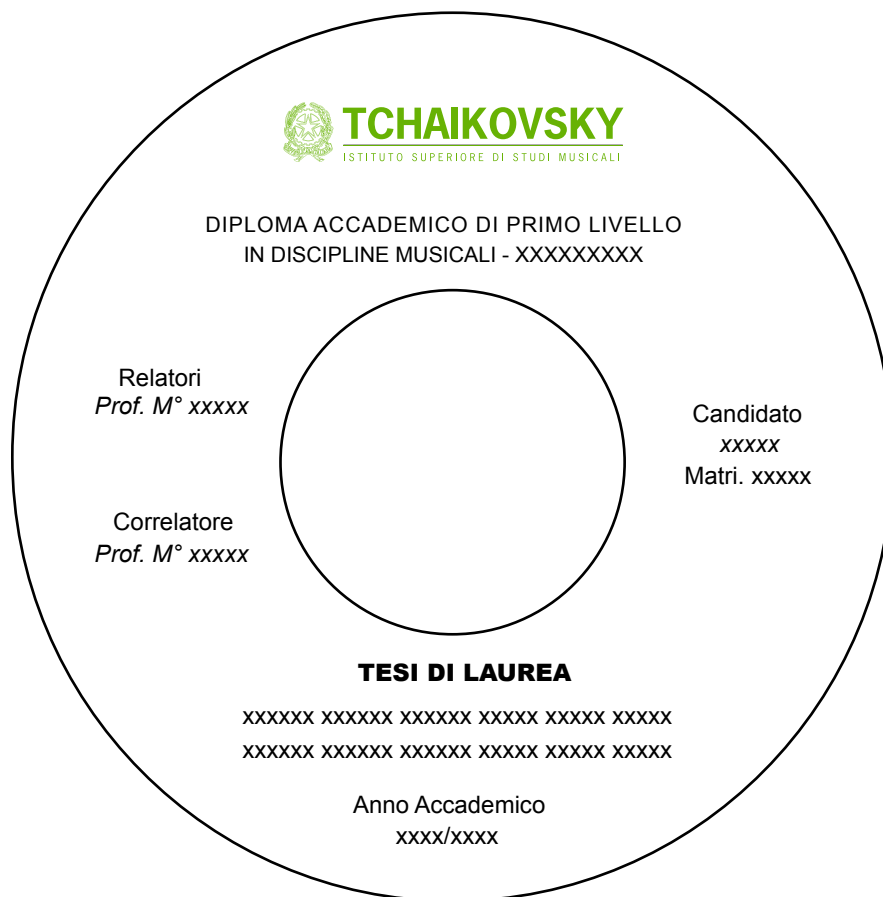 TCHAIKOVSKY
ISTITUTO SUPERIORE DI STUDI MUSICALI
DIPLOMA ACCADEMICO DI PRIMO LIVELLO
IN DISCIPLINE MUSICALI - XXXXXXXXX
Relatori
Prof. M° xxxxx
Candidato
xxxxx
Matri. xxxxx
Correlatore
Prof. M° xxxxx
TESI DI LAUREA
xxxxxx xxxxxx xxxxxx xxxxx xxxxx xxxxx
xxxxxx xxxxxx xxxxxx xxxxx xxxxx xxxxx
Anno Accademico
xxxx/xxxx